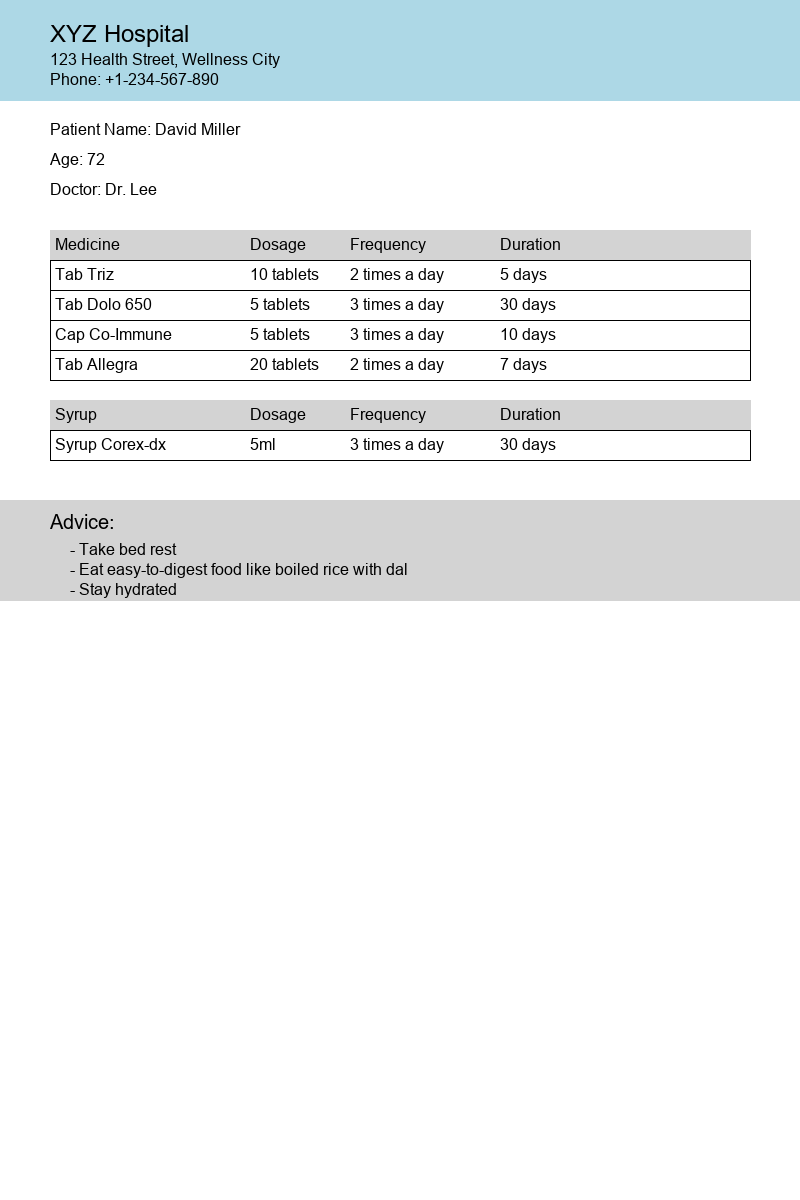 XYZ Hospital
123 Health Street, Wellness City
Phone: +1-234-567-890
Patient Name: David Miller
Age: 72
Doctor: Dr. Lee
Medicine Dosage Frequency Duration
Tab Triz 10 tablets 2 times a day 5 days
Tab Dolo 650 5 tablets 3 times a day 30 days
Cap Co-Immune 5 tablets 3 times a day 10 days
Tab Allegra 20 tablets 2 times a day 7 days
Syrup Dosage Frequency Duration
Syrup Corex-dx 5ml 3 times a day 30 days
Advice:
- Take bed rest
- Eat easy-to-digest food like boiled rice with dal
- Stay hydrated